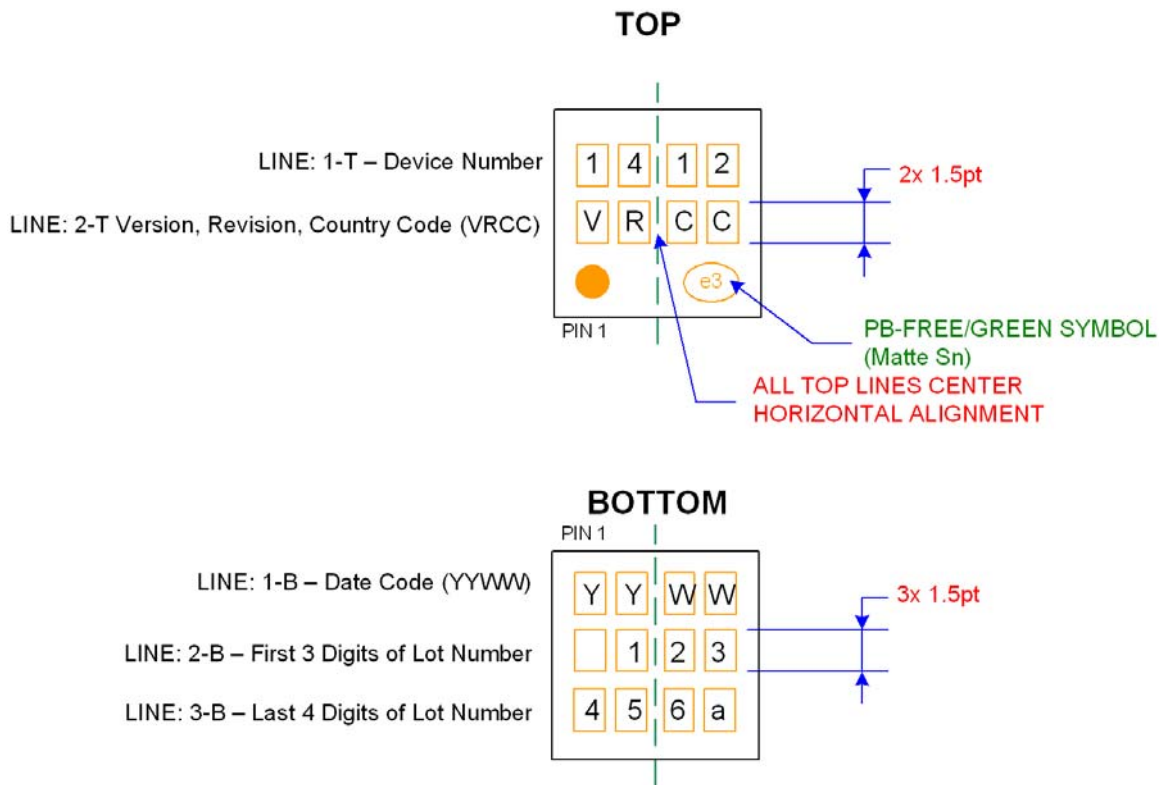 TOP
LINE: 1-T – Device Number
1 4 1 2
2x 1.5pt
LINE: 2-T Version, Revision, Country Code (VRCC)
V R C C
e3
PIN 1
PB-FREE/GREEN SYMBOL
(Matte Sn)
ALL TOP LINES CENTER
HORIZONTAL ALIGNMENT
BOTTOM
PIN 1
LINE: 1-B – Date Code (YYWW)
Y Y W W
3x 1.5pt
LINE: 2-B – First 3 Digits of Lot Number
1 2 3
LINE: 3-B – Last 4 Digits of Lot Number
4 5 6 a